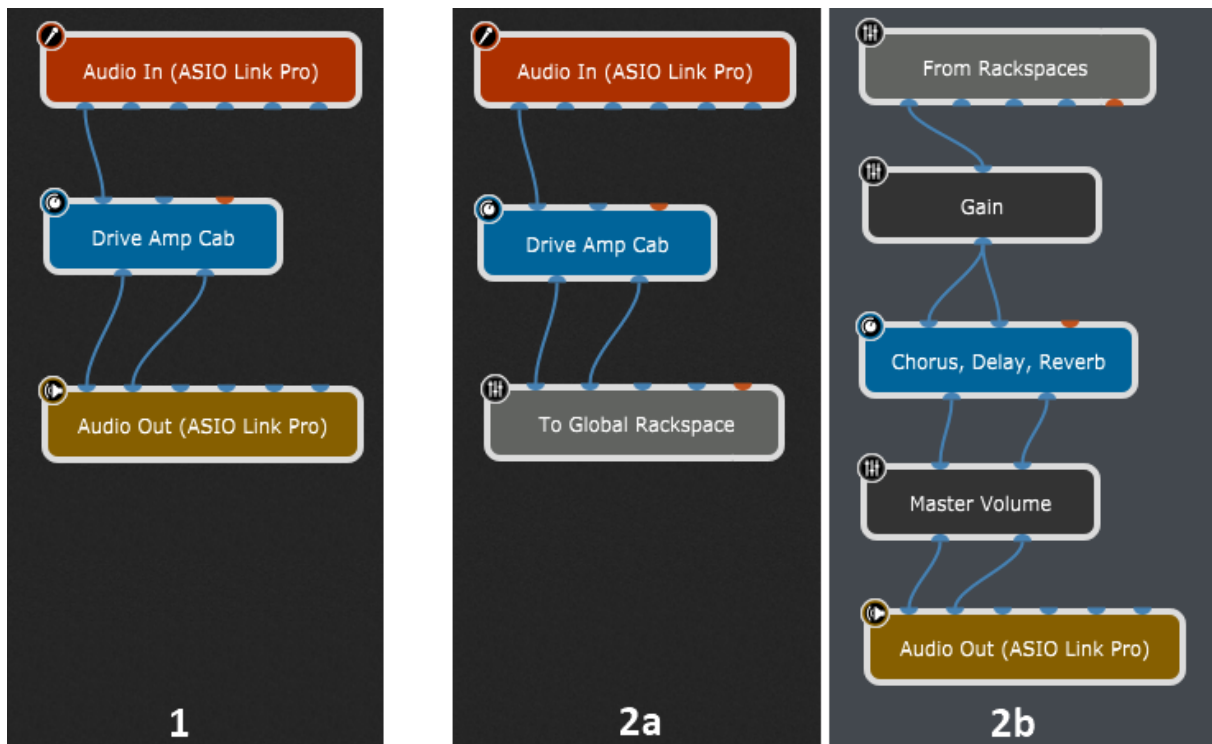 Audio In (ASIO Link Pro)
Drive Amp Cab
Audio Out (ASIO Link Pro)
1
Audio In (ASIO Link Pro)
Drive Amp Cab
To Global Rackspace
2a
From Rackspaces
Gain
Chorus, Delay, Reverb
Master Volume
Audio Out (ASIO Link Pro)
2b